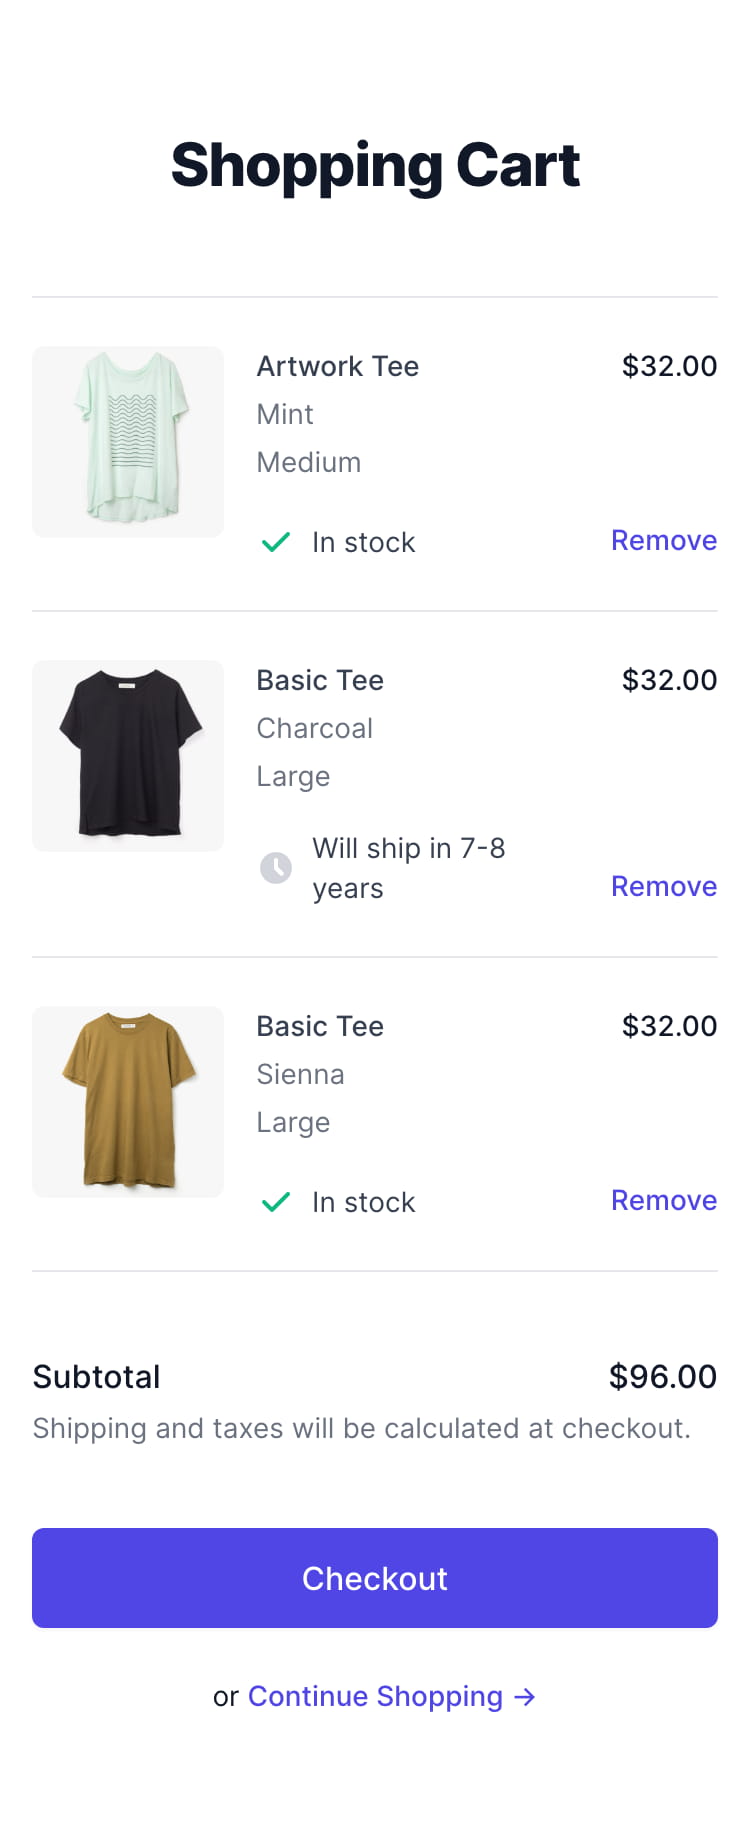 Shopping Cart
Artwork Tee
$32.00
Mint
Medium
In stock
Remove
Basic Tee
$32.00
Charcoal
Large
Will ship in 7-8
years
Remove
Basic Tee
$32.00
Sienna
Large
In stock
Remove
Subtotal
$96.00
Shipping and taxes will be calculated at checkout.
Checkout
or Continue Shopping →